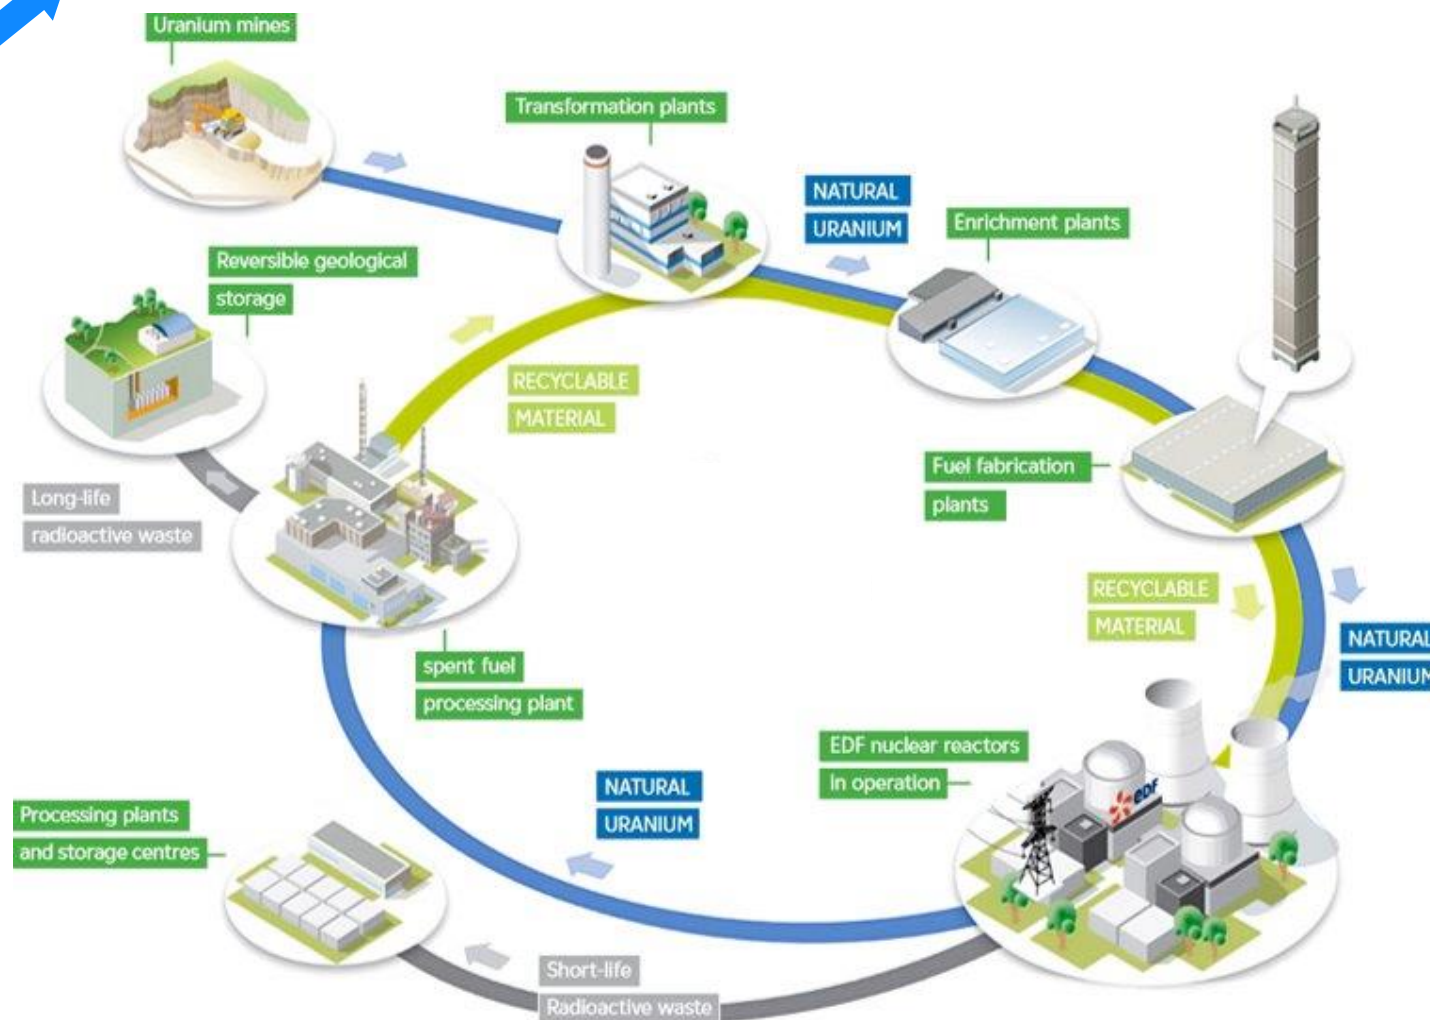 Uranium mines
Transformation plants
NATURAL
URANIUM
Enrichment plants
Reversible geological
storage
RECYCLABLE
MATERIAL
Fuel fabrication
plants
Long-life
radioactive waste
RECYCLABLE
MATERIAL
NATURAL
URANIUM
spent fuel
processing plant
EDF nuclear reactors
In operation
eDF
NATURAL
URANIUM
Processing plants
and storage centres
Short-life
Radioactive waste